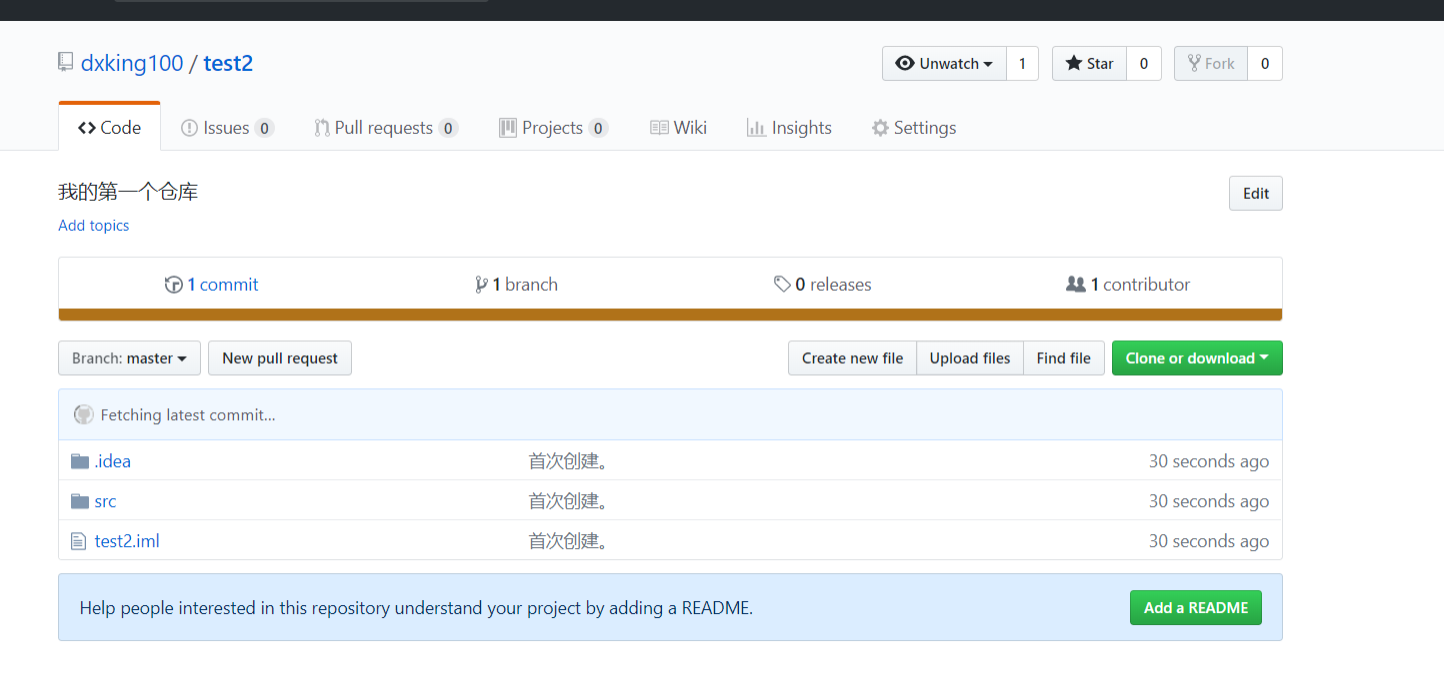 dxking100 / test2
Unwatch 1 Star 0 Fork 0
Code Issues 0 Pull requests 0 Projects 0 Wiki Insights Settings
我的第一个仓库 Edit
Add topics
1 commit 1 branch 0 releases 1 contributor
Branch: master New pull request Create new file Upload files Find file Clone or download
Fetching latest commit...
.idea 首次创建。 30 seconds ago
src 首次创建。 30 seconds ago
test2.iml 首次创建。 30 seconds ago
Help people interested in this repository understand your project by adding a README. Add a README